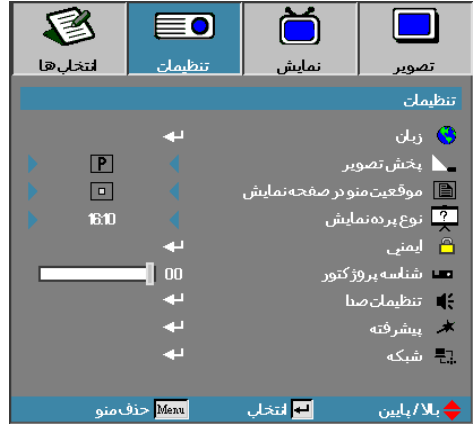 تصویر
نمایش
تنظیمات
انتخاب‌ها
تنظیمات
زبان
پخش تصویر P
موقعیت منو در صفحه نمایش
نوع پرده نمایش 16:10
ایمنی
شناسه پروژکتور 00
تنظیمات صدا
پیشرفته
شبکه
بالا / پایین انتخاب Menu حذف منو